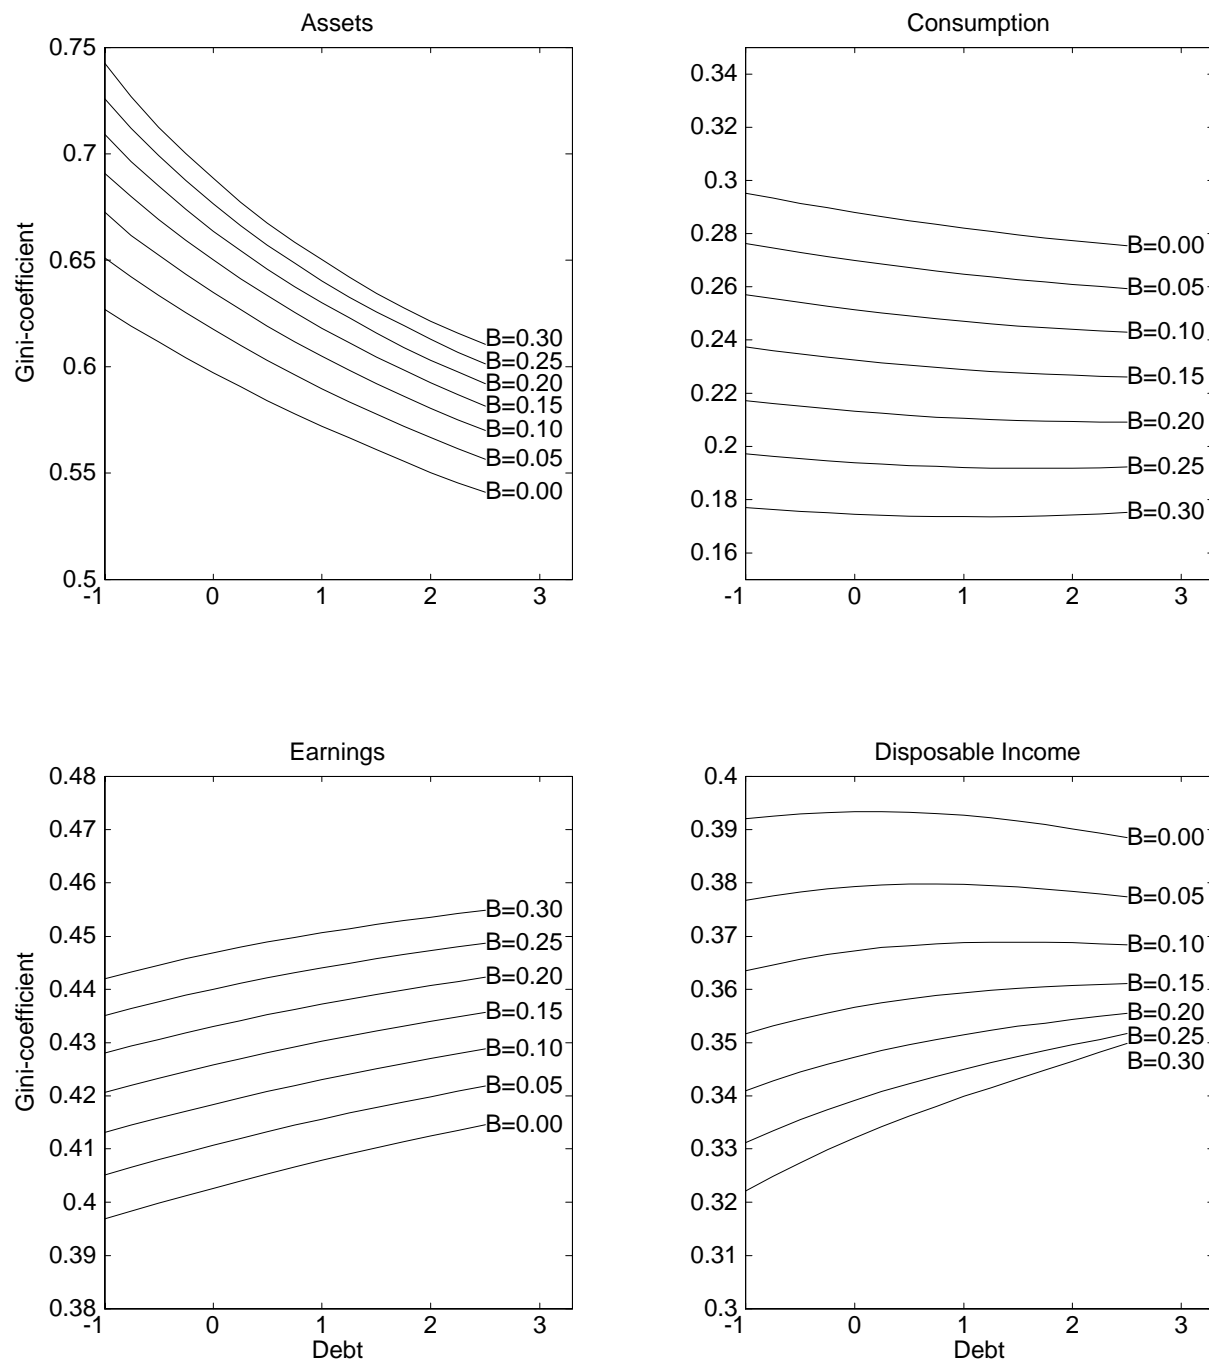 Assets
0.75
0.7
0.65
0.6
0.55
0.5
Gini-coefficient
B=0.30
B=0.25
B=0.20
B=0.15
B=0.10
B=0.05
B=0.00
-1 0 1 2 3
Consumption
0.34
0.32
0.3
0.28
0.26
0.24
0.22
0.2
0.18
0.16
B=0.00
B=0.05
B=0.10
B=0.15
B=0.20
B=0.25
B=0.30
-1 0 1 2 3
Earnings
0.48
0.47
0.46
0.45
0.44
0.43
0.42
0.41
0.4
0.39
0.38
Gini-coefficient
B=0.30
B=0.25
B=0.20
B=0.15
B=0.10
B=0.05
B=0.00
-1 0 1 2 3
Debt
Disposable Income
0.4
0.39
0.38
0.37
0.36
0.35
0.34
0.33
0.32
0.31
0.3
B=0.00
B=0.05
B=0.10
B=0.15
B=0.20
B=0.25
B=0.30
-1 0 1 2 3
Debt